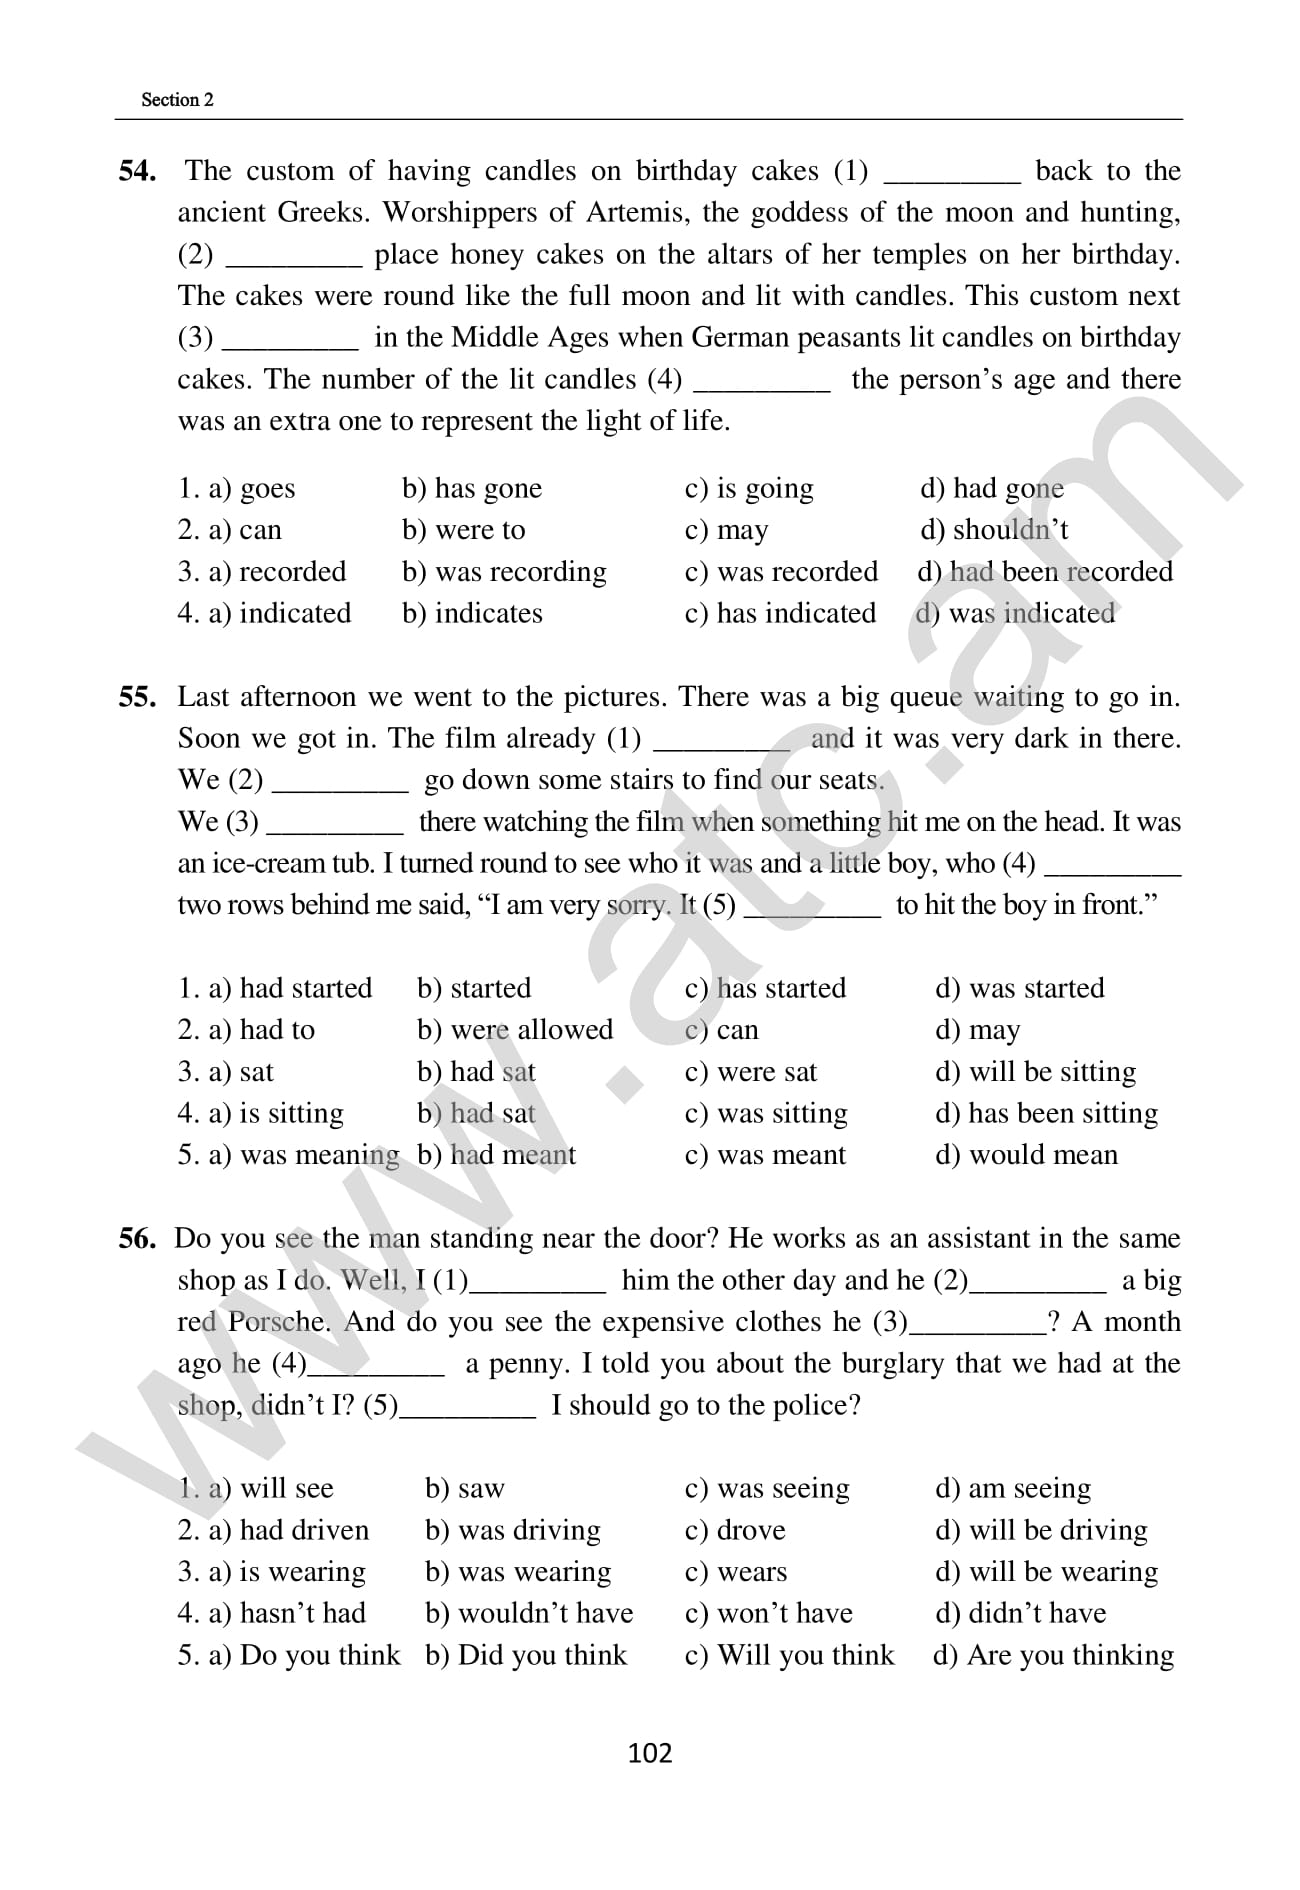 Section 2
54. The custom of having candles on birthday cakes (1) _________ back to the
ancient Greeks. Worshippers of Artemis, the goddess of the moon and hunting,
(2) _________ place honey cakes on the altars of her temples on her birthday.
The cakes were round like the full moon and lit with candles. This custom next
(3) _________ in the Middle Ages when German peasants lit candles on birthday
cakes. The number of the lit candles (4) _________ the person’s age and there
was an extra one to represent the light of life.
1. a) goes b) has gone c) is going d) had gone
2. a) can b) were to c) may d) shouldn’t
3. a) recorded b) was recording c) was recorded d) had been recorded
4. a) indicated b) indicates c) has indicated d) was indicated
55. Last afternoon we went to the pictures. There was a big queue waiting to go in.
Soon we got in. The film already (1) _________ and it was very dark in there.
We (2) _________ go down some stairs to find our seats.
We (3) _________ there watching the film when something hit me on the head. It was
an ice-cream tub. I turned round to see who it was and a little boy, who (4) _________
two rows behind me said, “I am very sorry. It (5) _________ to hit the boy in front.”
1. a) had started b) started c) has started d) was started
2. a) had to b) were allowed c) can d) may
3. a) sat b) had sat c) were sat d) will be sitting
4. a) is sitting b) had sat c) was sitting d) has been sitting
5. a) was meaning b) had meant c) was meant d) would mean
56. Do you see the man standing near the door? He works as an assistant in the same
shop as I do. Well, I (1)_________ him the other day and he (2)_________ a big
red Porsche. And do you see the expensive clothes he (3)_________? A month
ago he (4)_________ a penny. I told you about the burglary that we had at the
shop, didn’t I? (5)_________ I should go to the police?
1. a) will see b) saw c) was seeing d) am seeing
2. a) had driven b) was driving c) drove d) will be driving
3. a) is wearing b) was wearing c) wears d) will be wearing
4. a) hasn’t had b) wouldn’t have c) won’t have d) didn’t have
5. a) Do you think b) Did you think c) Will you think d) Are you thinking
102
www.atc.am